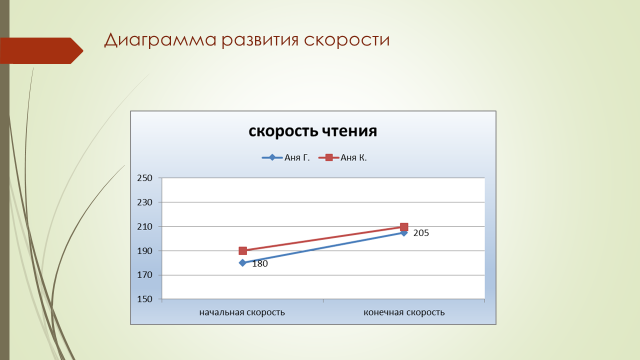 Диаграмма развития скорости
скорость чтения
Аня Г. Аня К.
250
230
210
190
170
150
205
180
начальная скорость конечная скорость